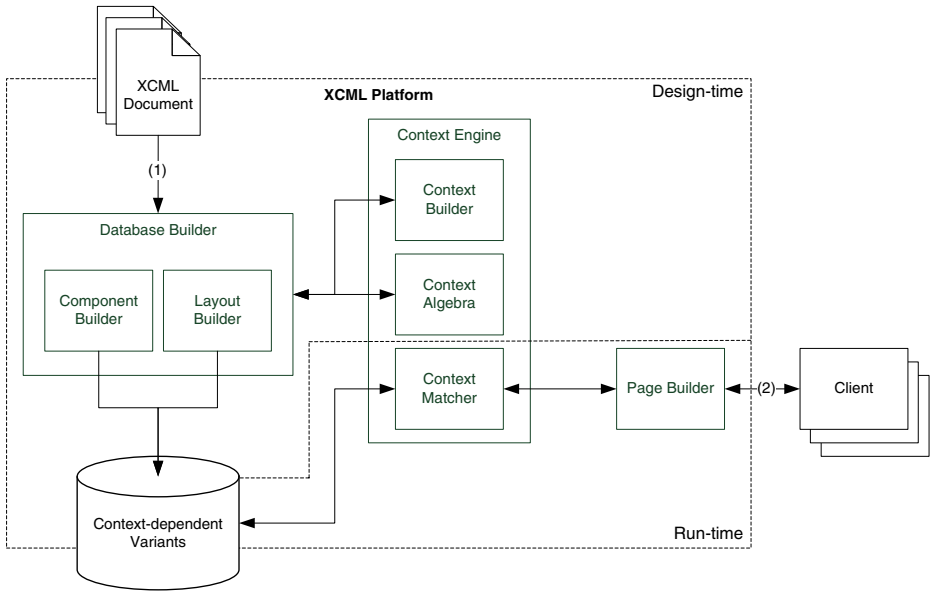 XCML
Document
XCML Platform
Design-time
(1)
Context Engine
Context
Builder
Database Builder
Component
Builder
Layout
Builder
Context
Algebra
Context
Matcher
Page Builder
(2)
Client
Context-dependent
Variants
Run-time